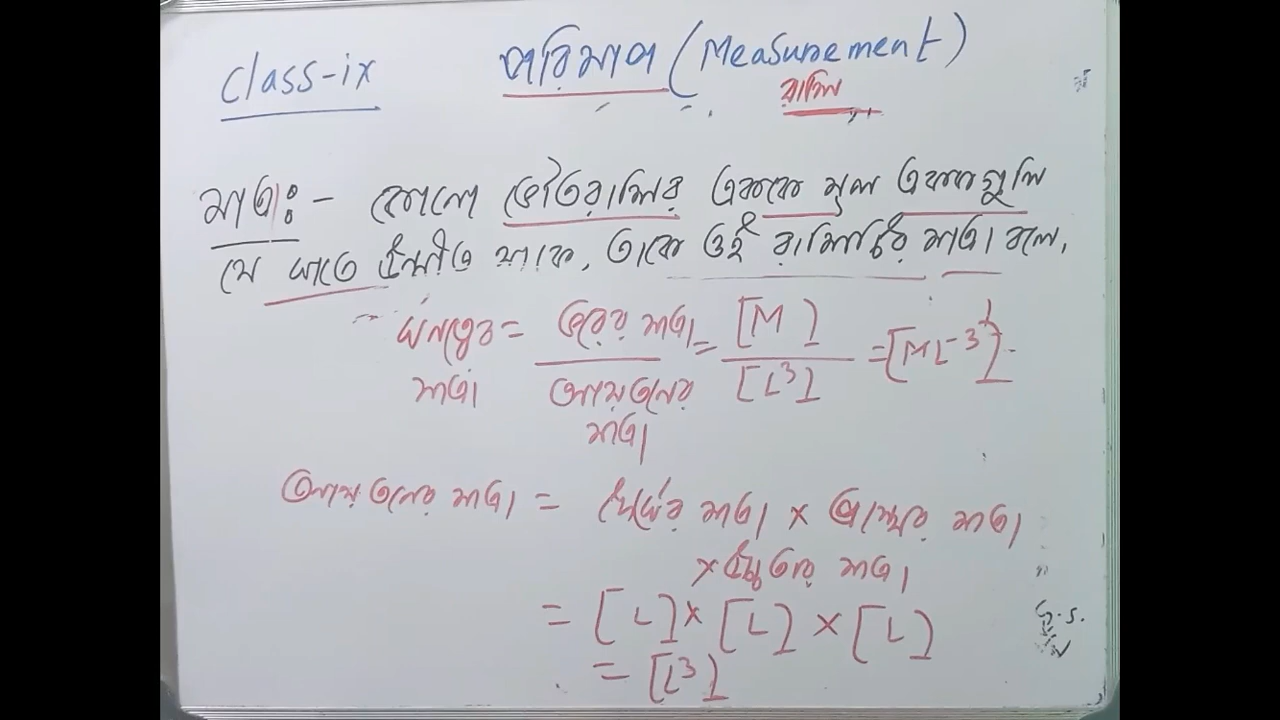 Class-ix পরিমাপ (Measurement)
রাশি
মাত্রা :- কোনো ভৌতরাশির এককে মূল এককগুলি
যে ঘাতে উন্নীত থাকে, তাকে ওই রাশিটির মাত্রা বলে,
ঘনত্বের মাত্রা = ভরের মাত্রা / আয়তনের মাত্রা = [M] / [L³] = [ML⁻³].
আয়তনের মাত্রা = দৈর্ঘ্যের মাত্রা × প্রস্থের মাত্রা
× উচ্চতার মাত্রা
= [L] × [L] × [L]
= [L³]